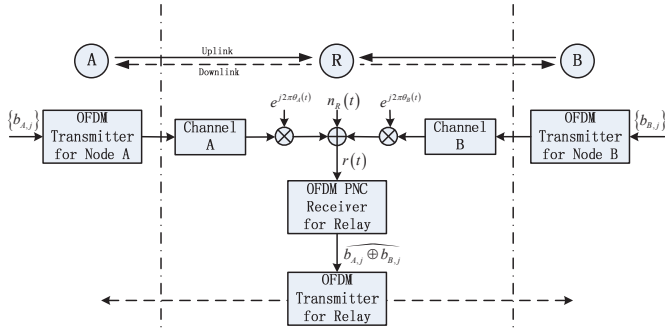 A
Uplink
Downlink
R
B
{b_{A,j}}
OFDM
Transmitter
for Node A
Channel
A
e^{j2πθ_A(t)}
n_R(t)
e^{j2πθ_B(t)}
Channel
B
OFDM
Transmitter
for Node B
{b_{B,j}}
r(t)
OFDM PNC
Receiver
for Relay
\widehat{b_{A,j} ⊕ b_{B,j}}
OFDM
Transmitter
for Relay